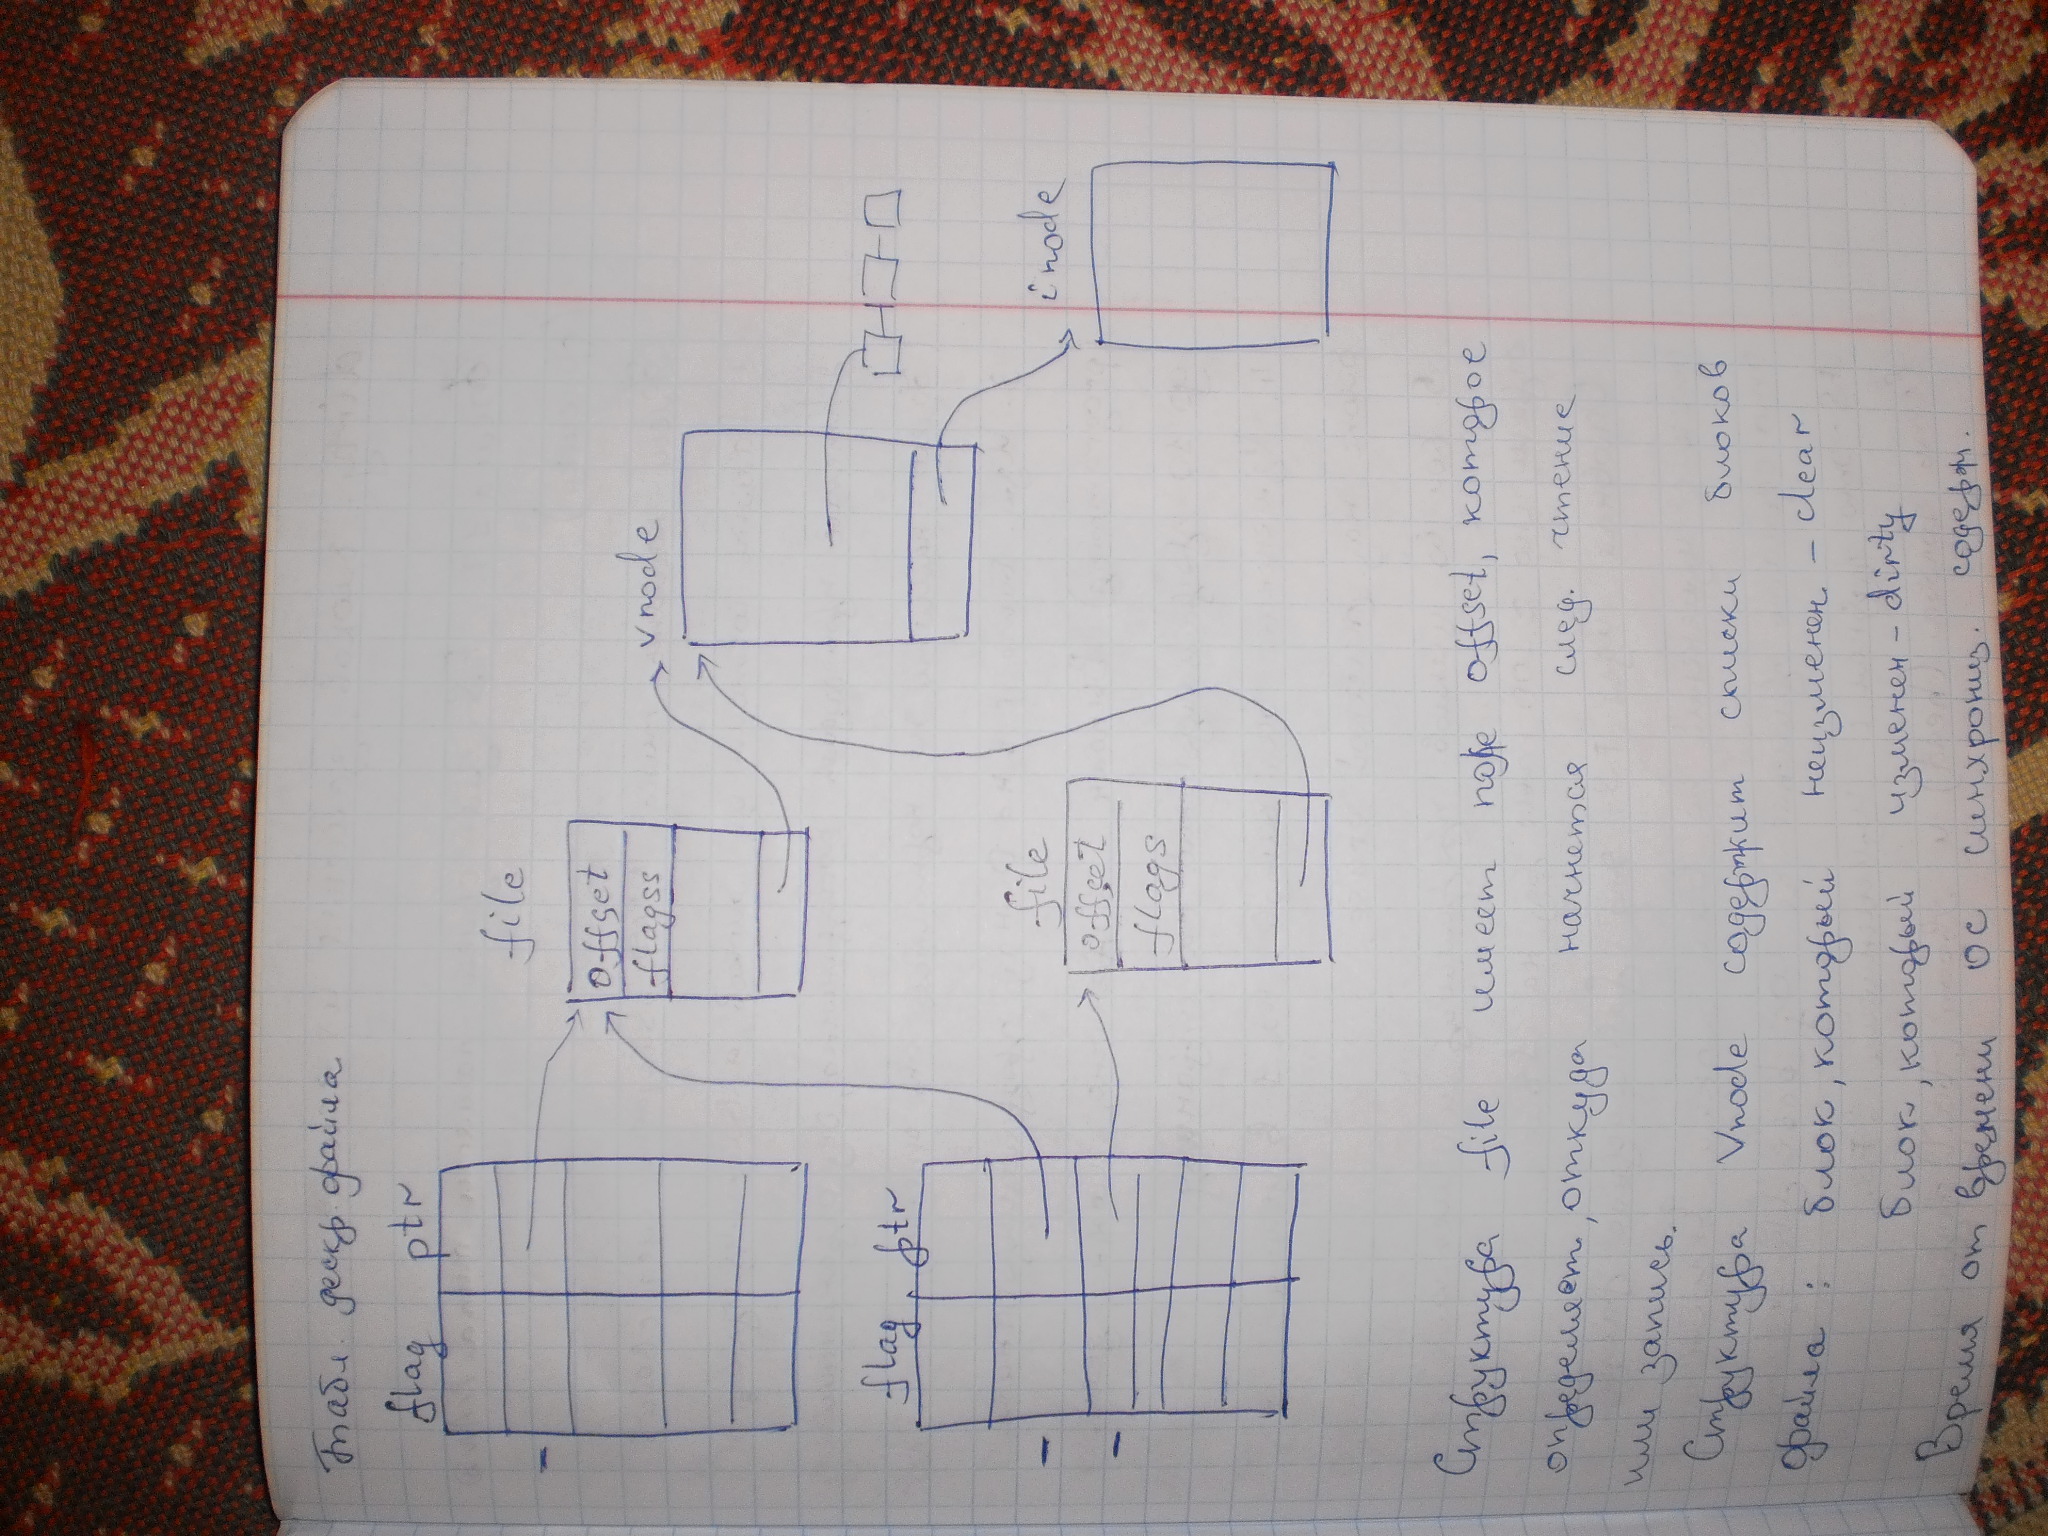 Табл. дескр. файла
flag ptr
file
offset
flagss
vnode
flag ptr
file
offset
flags
inode
Структура file имеет поле offset, которое
определяет, откуда начнется след. чтение
или запись.
Структура Vnode содержит списки блоков
файла : блок, который неизменен. - clear
блок, который изменен - dirty
Время от времени ОС синхрониз. содерж.